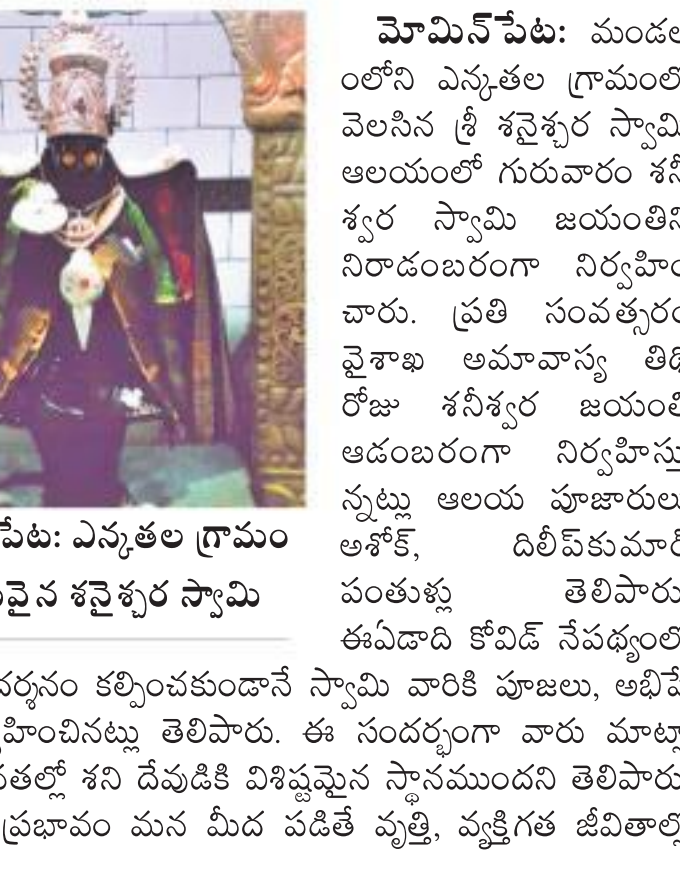 మోమిన్‌పేట: మండల
ంలోని ఎన్కతల గ్రామంలో
వెలసిన శ్రీ శనైశ్చర స్వామి
ఆలయంలో గురువారం శనీ
శ్వర స్వామి జయంతిని
నిరాడంబరంగా నిర్వహిం
చారు. ప్రతి సంవత్సరం
వైశాఖ అమావాస్య తిథి
రోజు శనీశ్వర జయంతి
ఆడంబరంగా నిర్వహిస్తు
న్నట్లు ఆలయ పూజారులు
అశోక్, దిలీప్‌కుమార్
పంతుళ్లు తెలిపారు.
ఈఏడాది కోవిడ్ నేపథ్యంలో
దర్శనం కల్పించకుండానే స్వామి వారికి పూజలు, అభిషే
హించినట్లు తెలిపారు. ఈ సందర్భంగా వారు మాట్లా
వతల్లో శని దేవుడికి విశిష్టమైన స్థానముందని తెలిపారు
ప్రభావం మన మీద పడితే వృత్తి, వ్యక్తిగత జీవితాల్లో
పేట: ఎన్కతల గ్రామం
వైన శనైశ్చర స్వామి